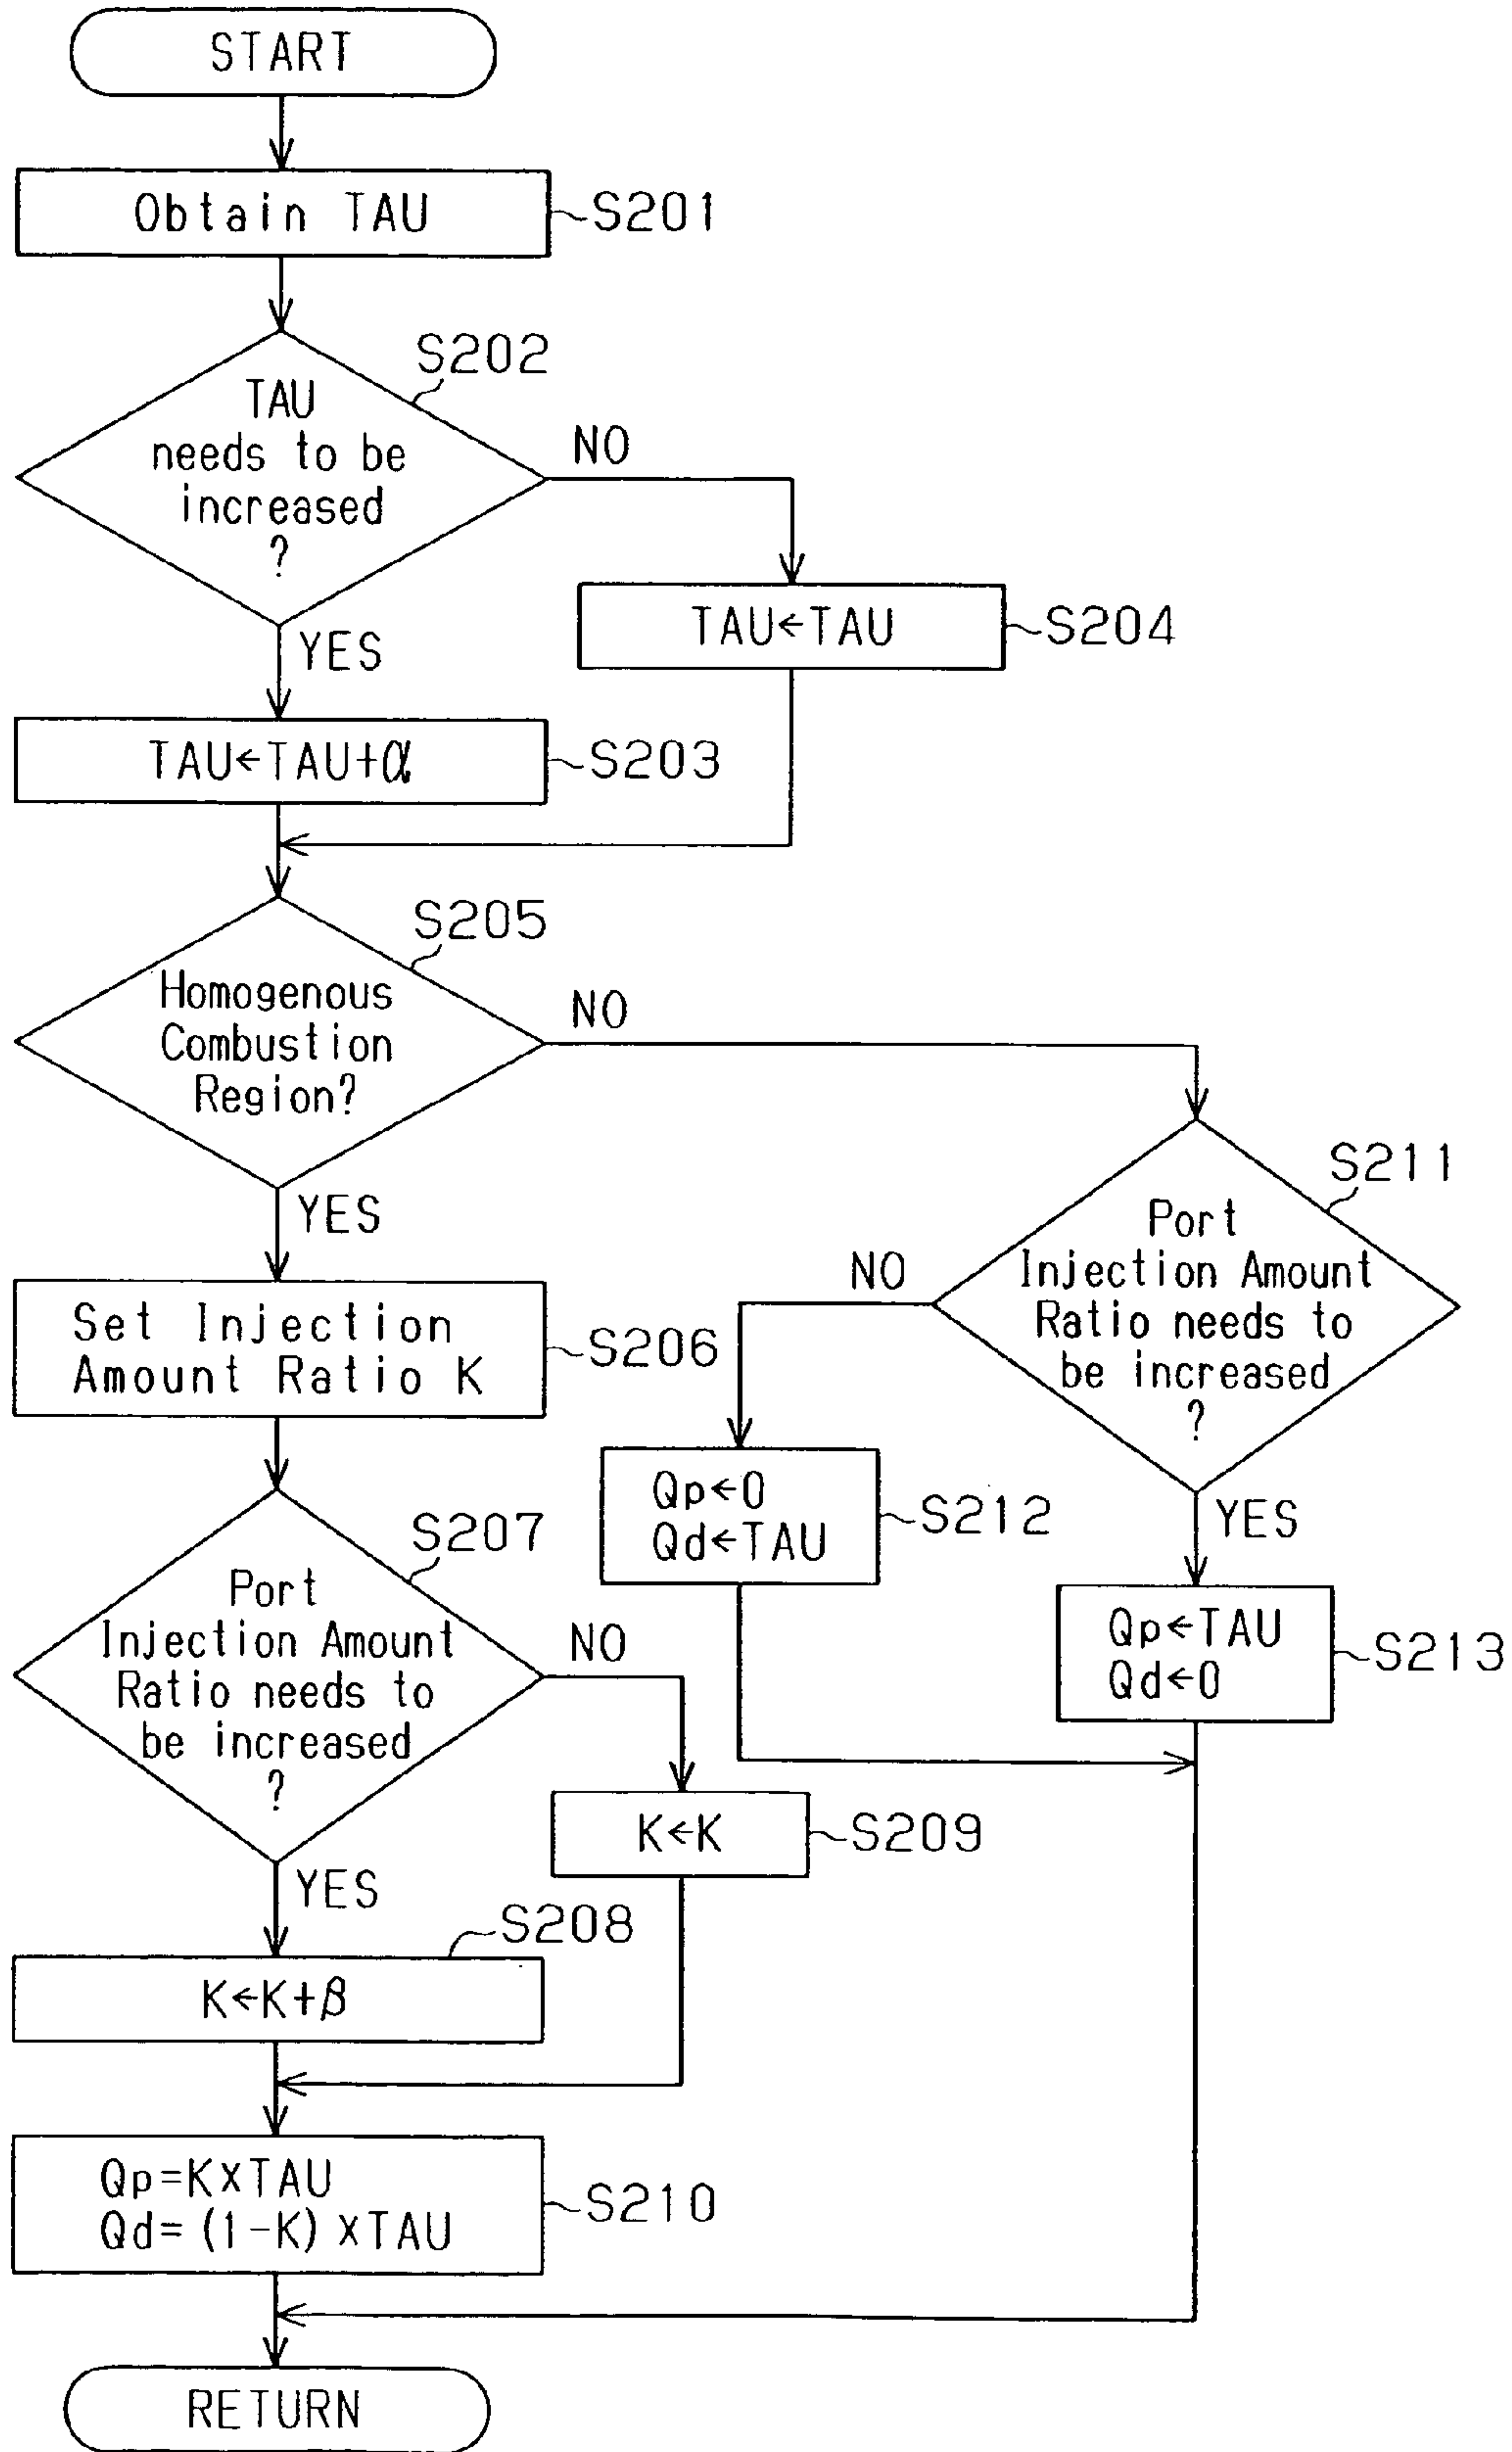 START
Obtain TAU
S201
S202
TAU
needs to be
increased
?
NO
YES
TAU←TAU
S204
TAU←TAU+α
S203
S205
Homogenous
Combustion
Region?
NO
YES
Set Injection
Amount Ratio K
S206
S207
Port
Injection Amount
Ratio needs to
be increased
?
NO
YES
K←K
S209
S208
K←K+β
Qp=K×TAU
Qd=(1-K)×TAU
S210
S211
Port
Injection Amount
Ratio needs to
be increased
?
NO
YES
Qp←0
Qd←TAU
S212
Qp←TAU
Qd←0
S213
RETURN